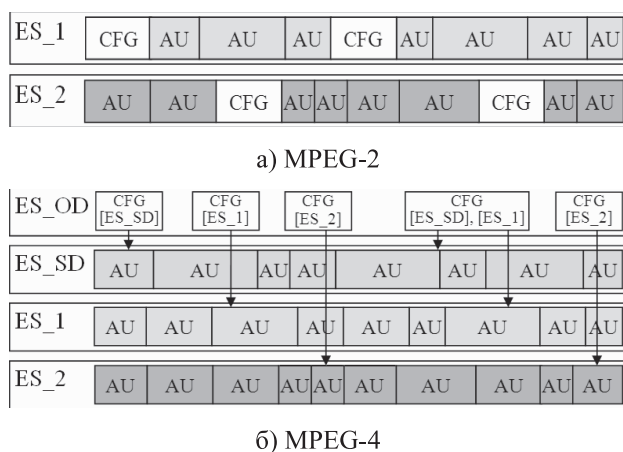 ES_1 CFG AU AU AU CFG AU AU AU AU
ES_2 AU AU CFG AU AU AU AU CFG AU AU
а) MPEG-2
ES_OD CFG CFG CFG CFG CFG
[ES_SD] [ES_1] [ES_2] [ES_SD], [ES_1] [ES_2]
ES_SD AU AU AU AU AU AU AU AU
ES_1 AU AU AU AU AU AU AU AU AU
ES_2 AU AU AU AU AU AU AU AU AU AU
б) MPEG-4